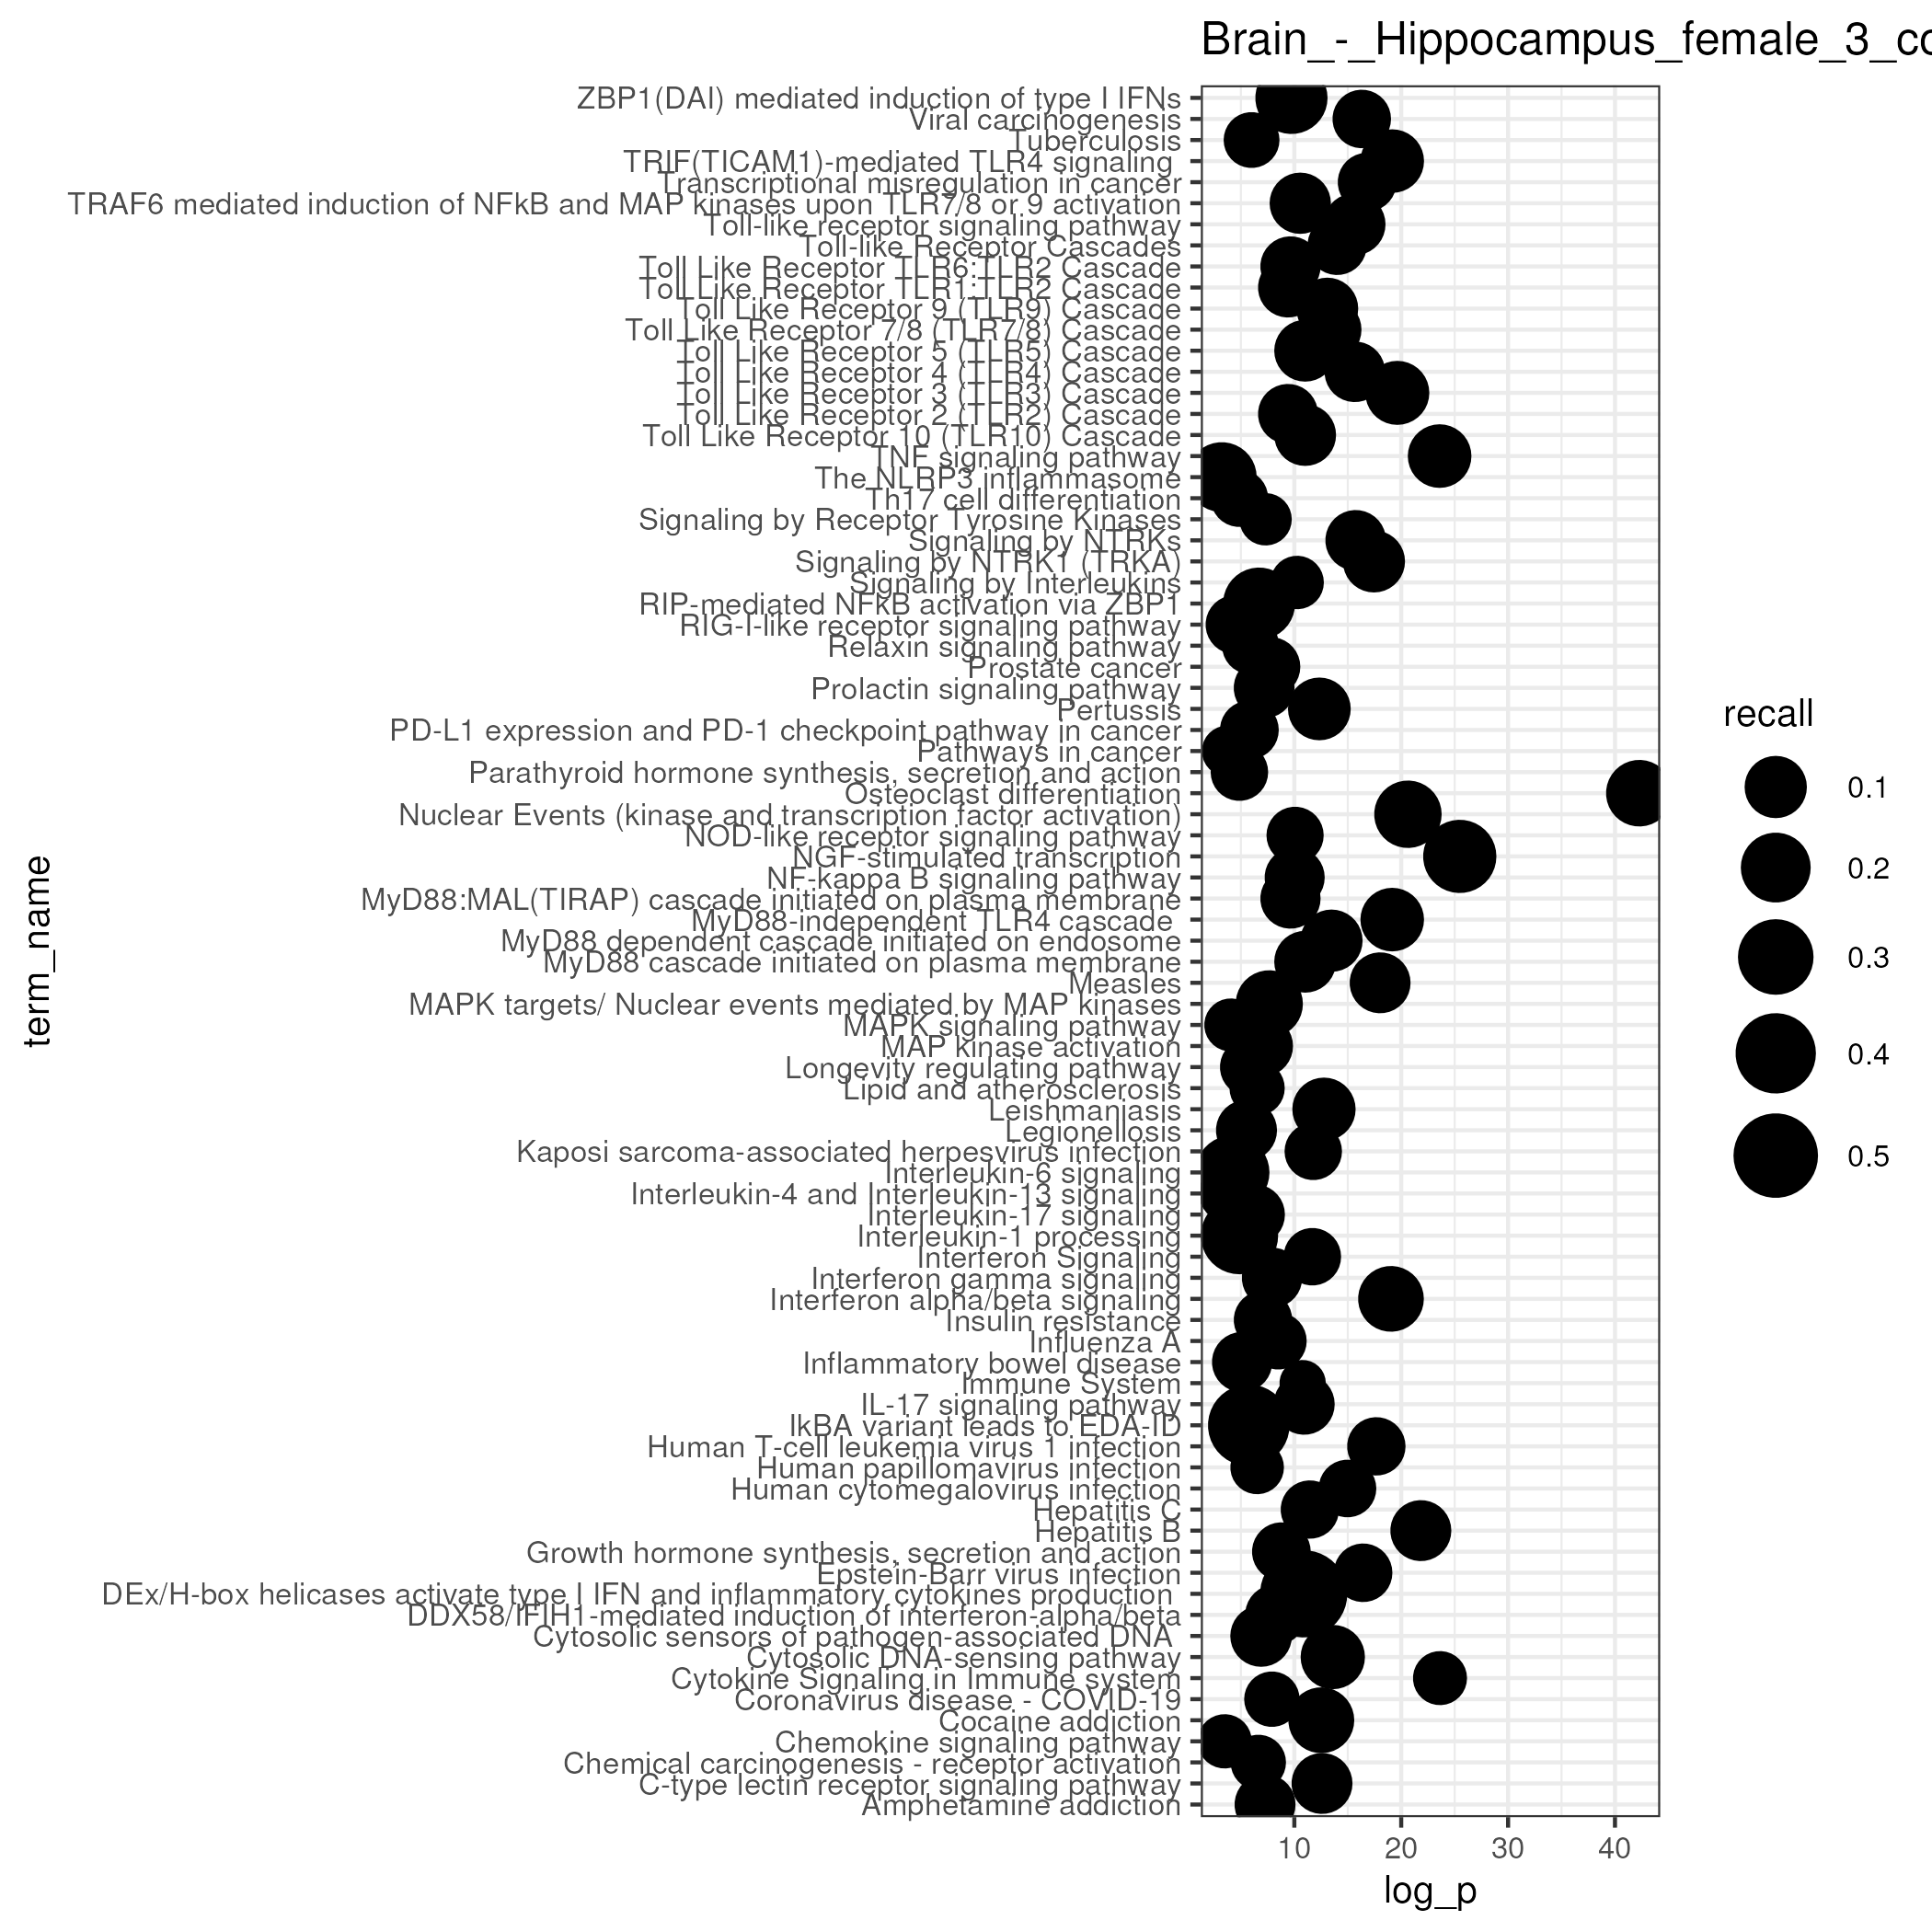 Brain_-_Hippocampus_female_3_co
term_name
ZBP1(DAI) mediated induction of type I IFNs
Viral carcinogenesis
Tuberculosis
TRIF(TICAM1)-mediated TLR4 signaling
Transcriptional misregulation in cancer
TRAF6 mediated induction of NFkB and MAP kinases upon TLR7/8 or 9 activation
Toll-like receptor signaling pathway
Toll-like Receptor Cascades
Toll Like Receptor TLR6:TLR2 Cascade
Toll Like Receptor TLR1:TLR2 Cascade
Toll Like Receptor 9 (TLR9) Cascade
Toll Like Receptor 7/8 (TLR7/8) Cascade
Toll Like Receptor 5 (TLR5) Cascade
Toll Like Receptor 4 (TLR4) Cascade
Toll Like Receptor 3 (TLR3) Cascade
Toll Like Receptor 2 (TLR2) Cascade
Toll Like Receptor 10 (TLR10) Cascade
TNF signaling pathway
The NLRP3 inflammasome
Th17 cell differentiation
Signaling by Receptor Tyrosine Kinases
Signaling by NTRKs
Signaling by NTRK1 (TRKA)
Signaling by Interleukins
RIP-mediated NFkB activation via ZBP1
RIG-I-like receptor signaling pathway
Relaxin signaling pathway
Prostate cancer
Prolactin signaling pathway
Pertussis
PD-L1 expression and PD-1 checkpoint pathway in cancer
Pathways in cancer
Parathyroid hormone synthesis, secretion and action
Osteoclast differentiation
Nuclear Events (kinase and transcription factor activation)
NOD-like receptor signaling pathway
NGF-stimulated transcription
NF-kappa B signaling pathway
MyD88:MAL(TIRAP) cascade initiated on plasma membrane
MyD88-independent TLR4 cascade
MyD88 dependent cascade initiated on endosome
MyD88 cascade initiated on plasma membrane
Measles
MAPK targets/ Nuclear events mediated by MAP kinases
MAPK signaling pathway
MAP kinase activation
Longevity regulating pathway
Lipid and atherosclerosis
Leishmaniasis
Legionellosis
Kaposi sarcoma-associated herpesvirus infection
Interleukin-6 signaling
Interleukin-4 and Interleukin-13 signaling
Interleukin-17 signaling
Interleukin-1 processing
Interferon Signaling
Interferon gamma signaling
Interferon alpha/beta signaling
Insulin resistance
Influenza A
Inflammatory bowel disease
Immune System
IL-17 signaling pathway
IkBA variant leads to EDA-ID
Human T-cell leukemia virus 1 infection
Human papillomavirus infection
Human cytomegalovirus infection
Hepatitis C
Hepatitis B
Growth hormone synthesis, secretion and action
Epstein-Barr virus infection
DEx/H-box helicases activate type I IFN and inflammatory cytokines production
DDX58/IFIH1-mediated induction of interferon-alpha/beta
Cytosolic sensors of pathogen-associated DNA
Cytosolic DNA-sensing pathway
Cytokine Signaling in Immune system
Coronavirus disease - COVID-19
Cocaine addiction
Chemokine signaling pathway
Chemical carcinogenesis - receptor activation
C-type lectin receptor signaling pathway
Amphetamine addiction
10 20 30 40
log_p
recall
0.1
0.2
0.3
0.4
0.5